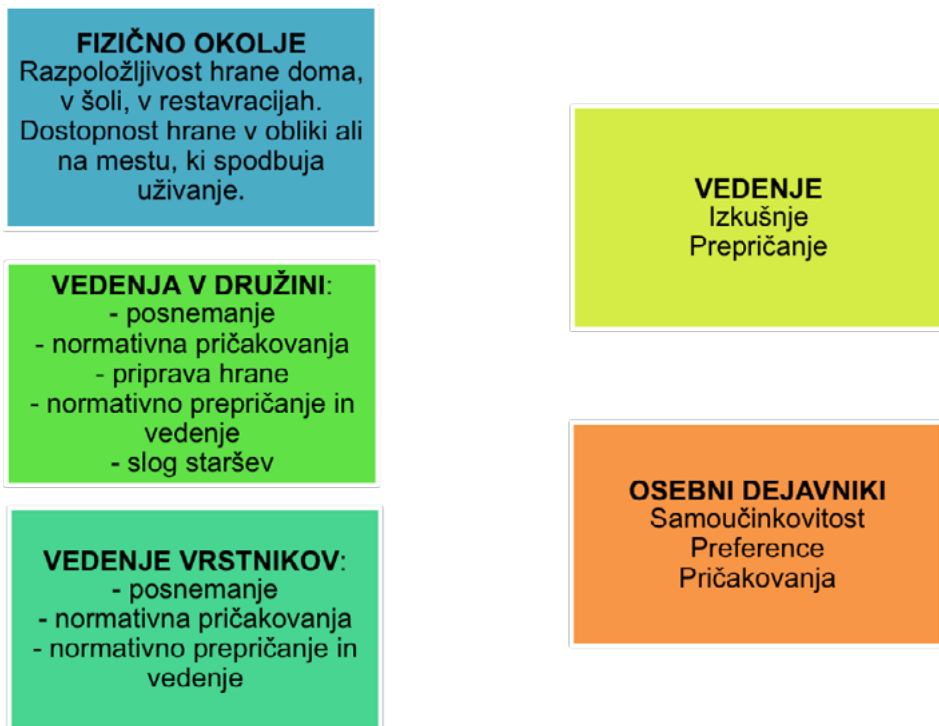 FIZIČNO OKOLJE
Razpoložljivost hrane doma,
v šoli, v restavracijah.
Dostopnost hrane v obliki ali
na mestu, ki spodbuja
uživanje.
VEDENJA V DRUŽINI:
- posnemanje
- normativna pričakovanja
- priprava hrane
- normativno prepričanje in
vedenje
- slog staršev
VEDENJE VRSTNIKOV:
- posnemanje
- normativna pričakovanja
- normativno prepričanje in
vedenje
VEDENJE
Izkušnje
Prepričanje
OSEBNI DEJAVNIKI
Samoučinkovitost
Preference
Pričakovanja